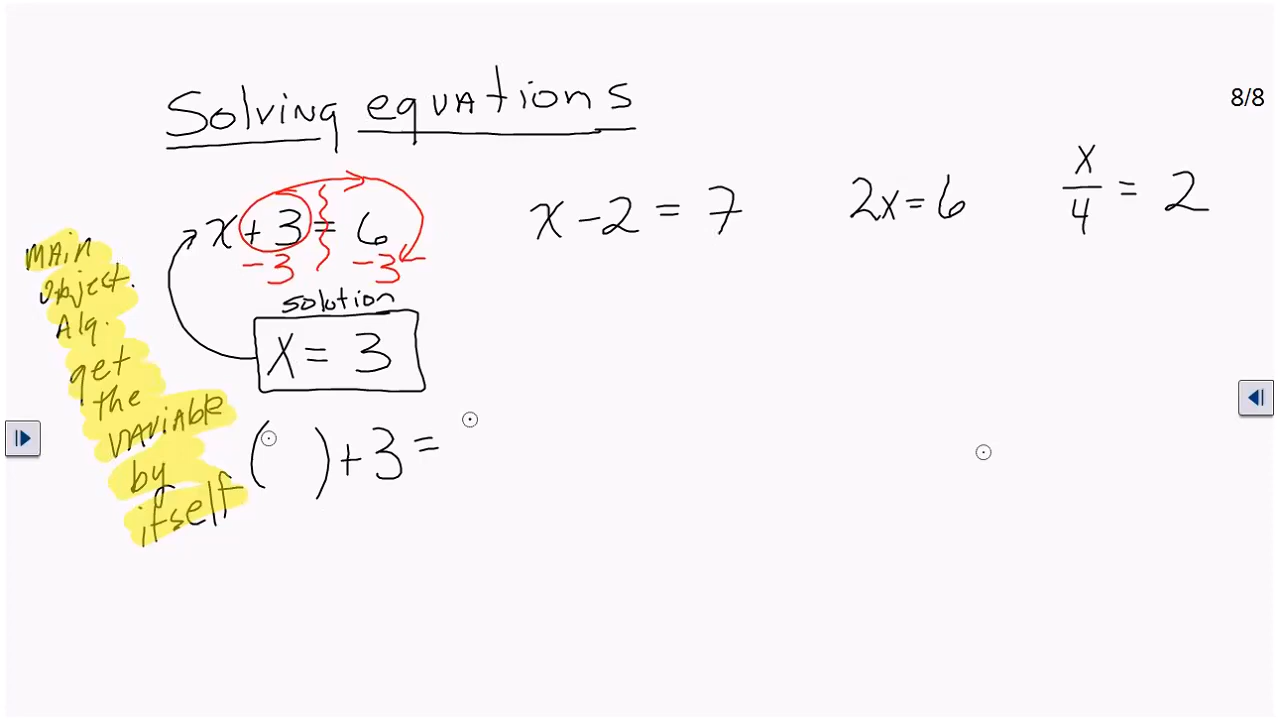 Solving equations
8/8
x + 3 = 6
-3 -3
solution
x = 3
( ) + 3 =
MAin
object.
Alg.
get
the
VARiAblE
by
itself
x - 2 = 7
2x = 6
x/4 = 2